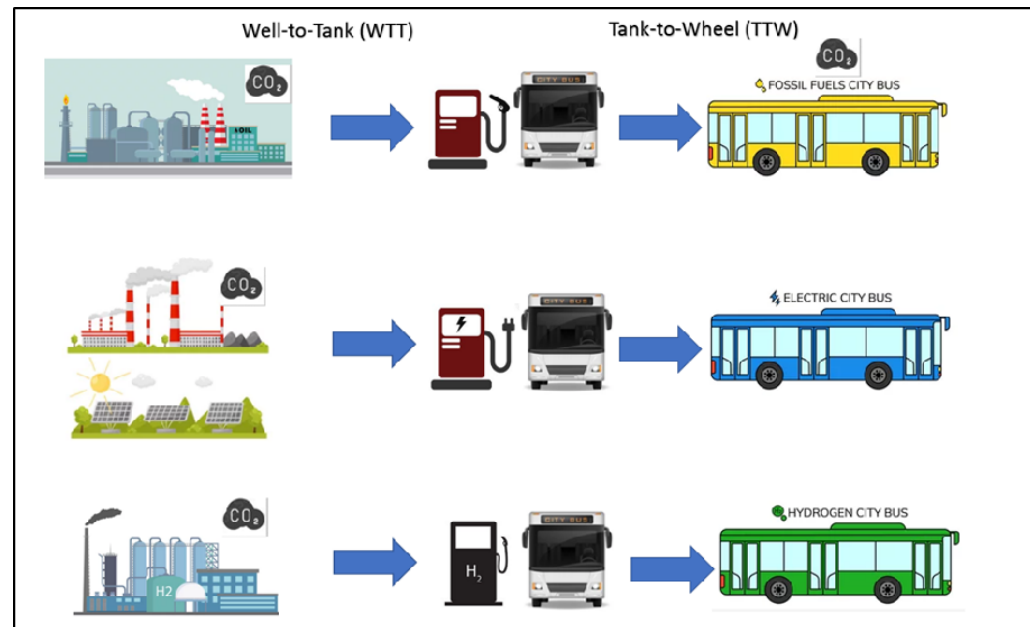 Well-to-Tank (WTT)
Tank-to-Wheel (TTW)
CO₂
CO₂
OIL
CITY BUS
FOSSIL FUELS CITY BUS
CO₂
CITY BUS
ELECTRIC CITY BUS
CO₂
H2
H₂
CITY BUS
HYDROGEN CITY BUS